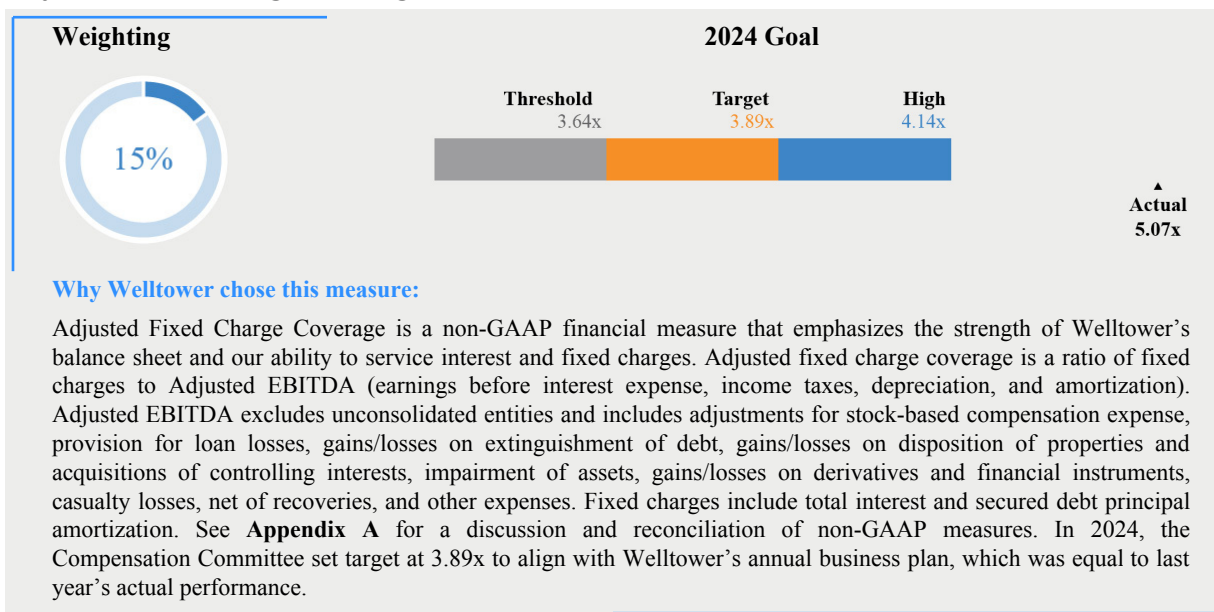 Weighting
2024 Goal
Threshold
Target
High
3.64x
3.89x
4.14x
15%
Actual
5.07x
Why Welltower chose this measure:
Adjusted Fixed Charge Coverage is a non-GAAP financial measure that emphasizes the strength of Welltower’s
balance sheet and our ability to service interest and fixed charges. Adjusted fixed charge coverage is a ratio of fixed
charges to Adjusted EBITDA (earnings before interest expense, income taxes, depreciation, and amortization).
Adjusted EBITDA excludes unconsolidated entities and includes adjustments for stock-based compensation expense,
provision for loan losses, gains/losses on extinguishment of debt, gains/losses on disposition of properties and
acquisitions of controlling interests, impairment of assets, gains/losses on derivatives and financial instruments,
casualty losses, net of recoveries, and other expenses. Fixed charges include total interest and secured debt principal
amortization. See Appendix A for a discussion and reconciliation of non-GAAP measures. In 2024, the
Compensation Committee set target at 3.89x to align with Welltower’s annual business plan, which was equal to last
year’s actual performance.